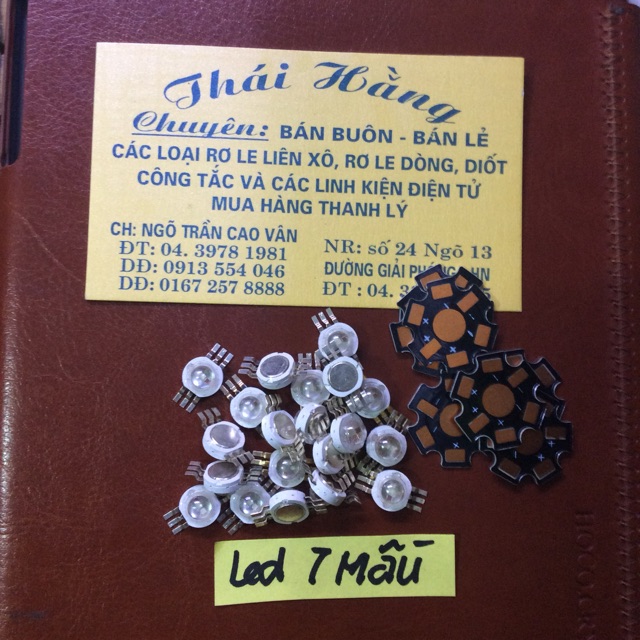 Thái Hằng
Chuyên: BÁN BUÔN - BÁN LẺ
CÁC LOẠI RƠ LE LIÊN XÔ, RƠ LE DÒNG, DIỐT
CÔNG TẮC VÀ CÁC LINH KIỆN ĐIỆN TỬ
MUA HÀNG THANH LÝ
CH: NGÕ TRẦN CAO VÂN
ĐT: 04. 3978 1981
DĐ: 0913 554 046
DĐ: 0167 257 8888
NR: số 24 Ngõ 13
ĐƯỜNG GIẢI PHÓNG HN
ĐT : 04.
Led 7 Mầu